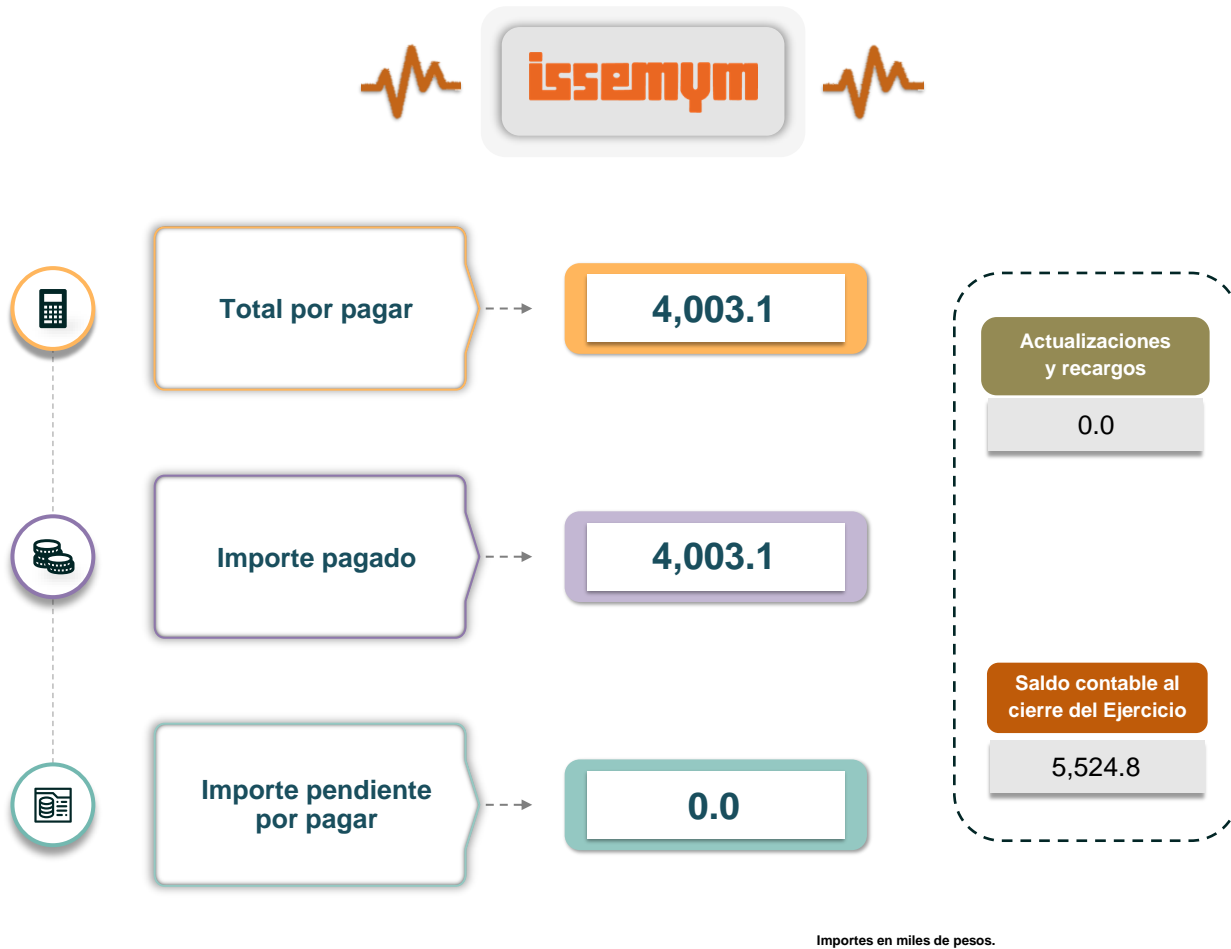 issemym
Total por pagar
4,003.1
Actualizaciones
y recargos
0.0
Importe pagado
4,003.1
Saldo contable al
cierre del Ejercicio
5,524.8
Importe pendiente
por pagar
0.0
Importes en miles de pesos.